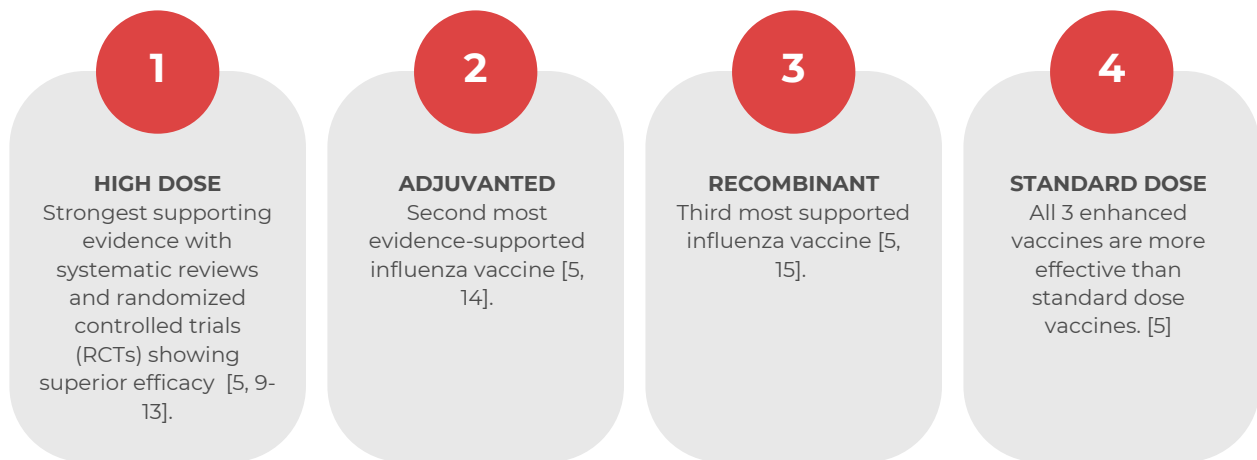 1
HIGH DOSE
Strongest supporting
evidence with
systematic reviews
and randomized
controlled trials
(RCTs) showing
superior efficacy  [5, 9-
13].
2
ADJUVANTED
Second most
evidence-supported
influenza vaccine [5,
14].
3
RECOMBINANT
Third most supported
influenza vaccine [5,
15].
4
STANDARD DOSE
All 3 enhanced
vaccines are more
effective than
standard dose
vaccines. [5]